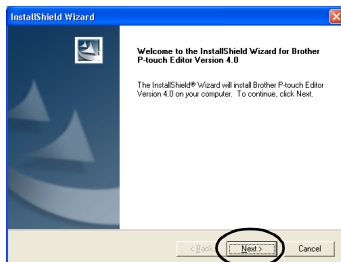 InstallShield Wizard
Welcome to the InstallShield Wizard for Brother
P-touch Editor Version 4.0
The InstallShield® Wizard will install Brother P-touch Editor
Version 4.0 on your computer. To continue, click Next.
< Back Next > Cancel